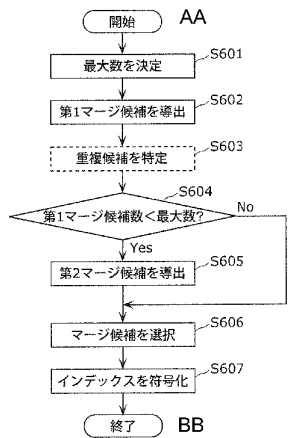 開始 AA
S601
最大数を決定
S602
第1マージ候補を導出
S603
重複候補を特定
S604
第1マージ候補数<最大数?
No
Yes
S605
第2マージ候補を導出
S606
マージ候補を選択
S607
インデックスを符号化
終了 BB